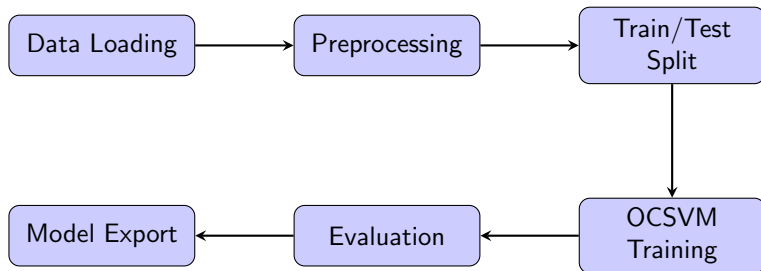 Data Loading
Preprocessing
Train/Test
Split
Model Export
Evaluation
OCSVM
Training